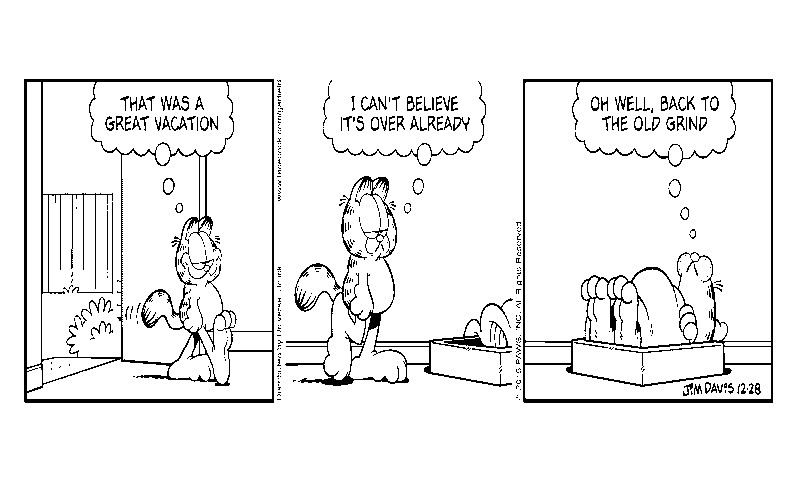 THAT WAS A
GREAT VACATION
I CAN'T BELIEVE
IT'S OVER ALREADY
OH WELL, BACK TO
THE OLD GRIND
JIM DAVIS 12·28